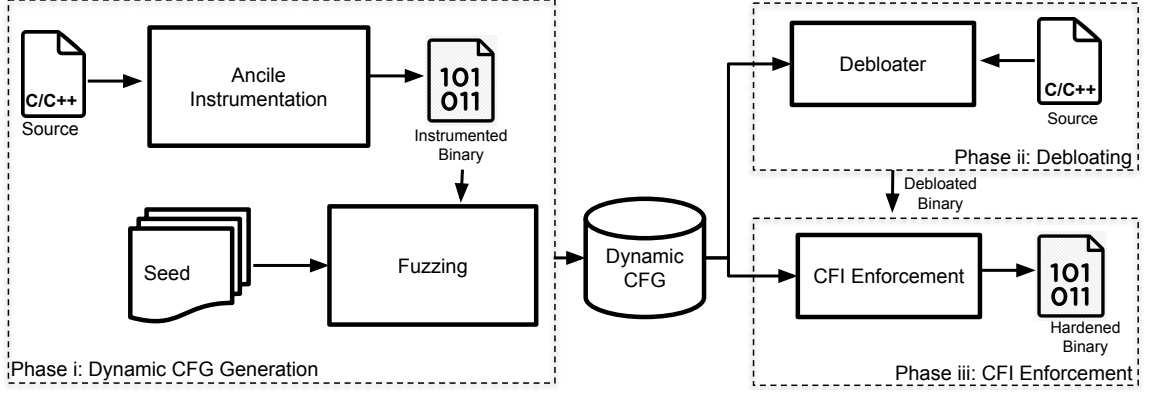 C/C++
Source
Ancile
Instrumentation
101
011
Instrumented
Binary
Seed
Fuzzing
Phase i: Dynamic CFG Generation
Dynamic
CFG
Debloater
C/C++
Source
Phase ii: Debloating
Debloated
Binary
CFI Enforcement
101
011
Hardened
Binary
Phase iii: CFI Enforcement